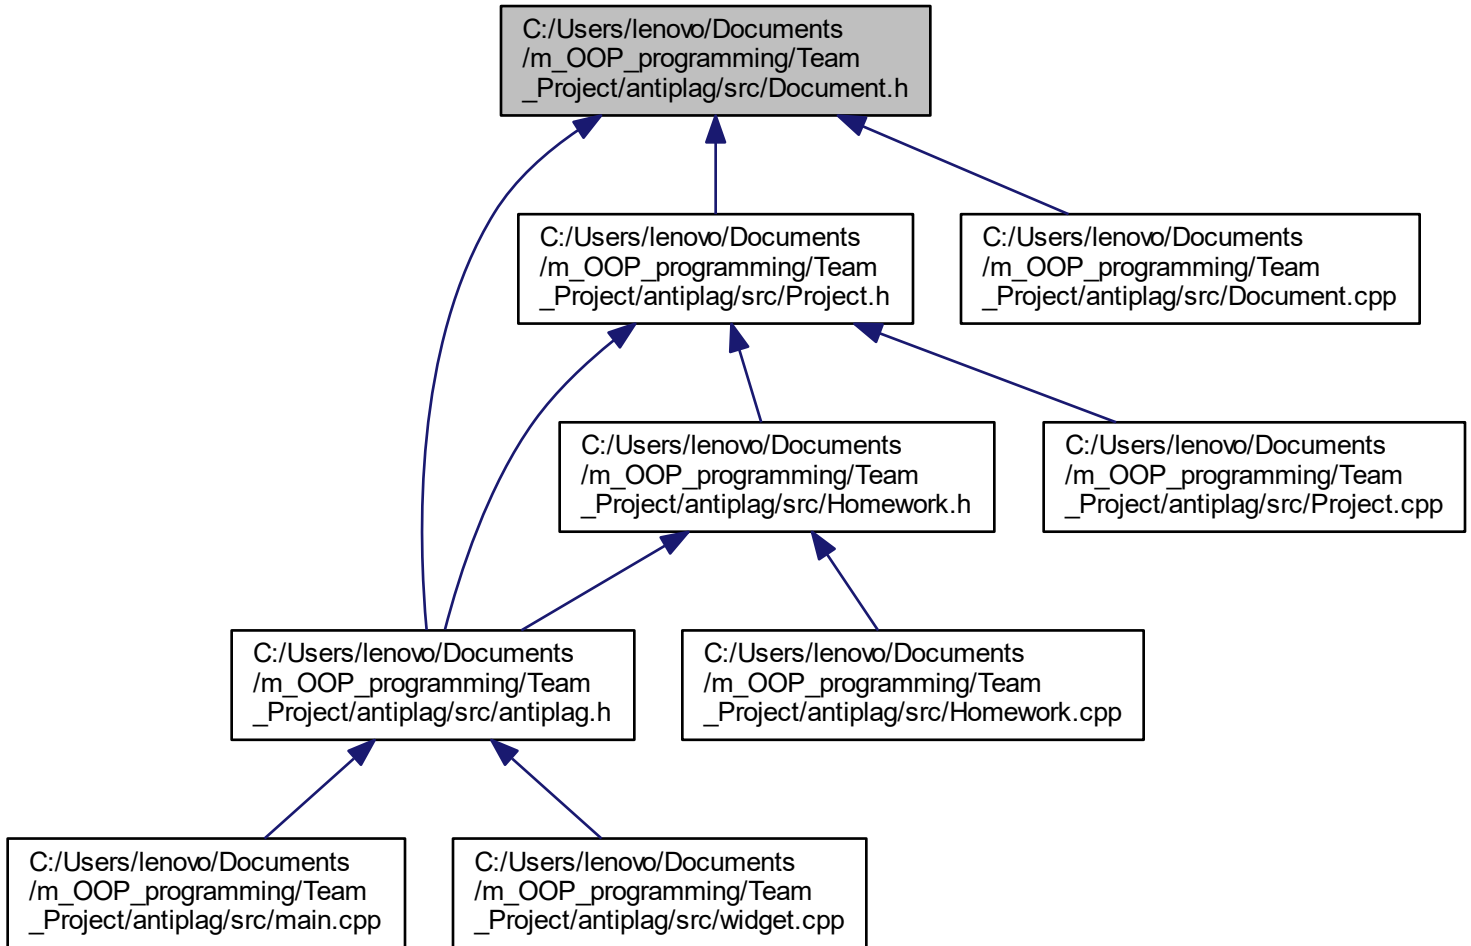 C:/Users/lenovo/Documents
/m_OOP_programming/Team
_Project/antiplag/src/Document.h
C:/Users/lenovo/Documents
/m_OOP_programming/Team
_Project/antiplag/src/Project.h
C:/Users/lenovo/Documents
/m_OOP_programming/Team
_Project/antiplag/src/Document.cpp
C:/Users/lenovo/Documents
/m_OOP_programming/Team
_Project/antiplag/src/Homework.h
C:/Users/lenovo/Documents
/m_OOP_programming/Team
_Project/antiplag/src/Project.cpp
C:/Users/lenovo/Documents
/m_OOP_programming/Team
_Project/antiplag/src/antiplag.h
C:/Users/lenovo/Documents
/m_OOP_programming/Team
_Project/antiplag/src/Homework.cpp
C:/Users/lenovo/Documents
/m_OOP_programming/Team
_Project/antiplag/src/main.cpp
C:/Users/lenovo/Documents
/m_OOP_programming/Team
_Project/antiplag/src/widget.cpp